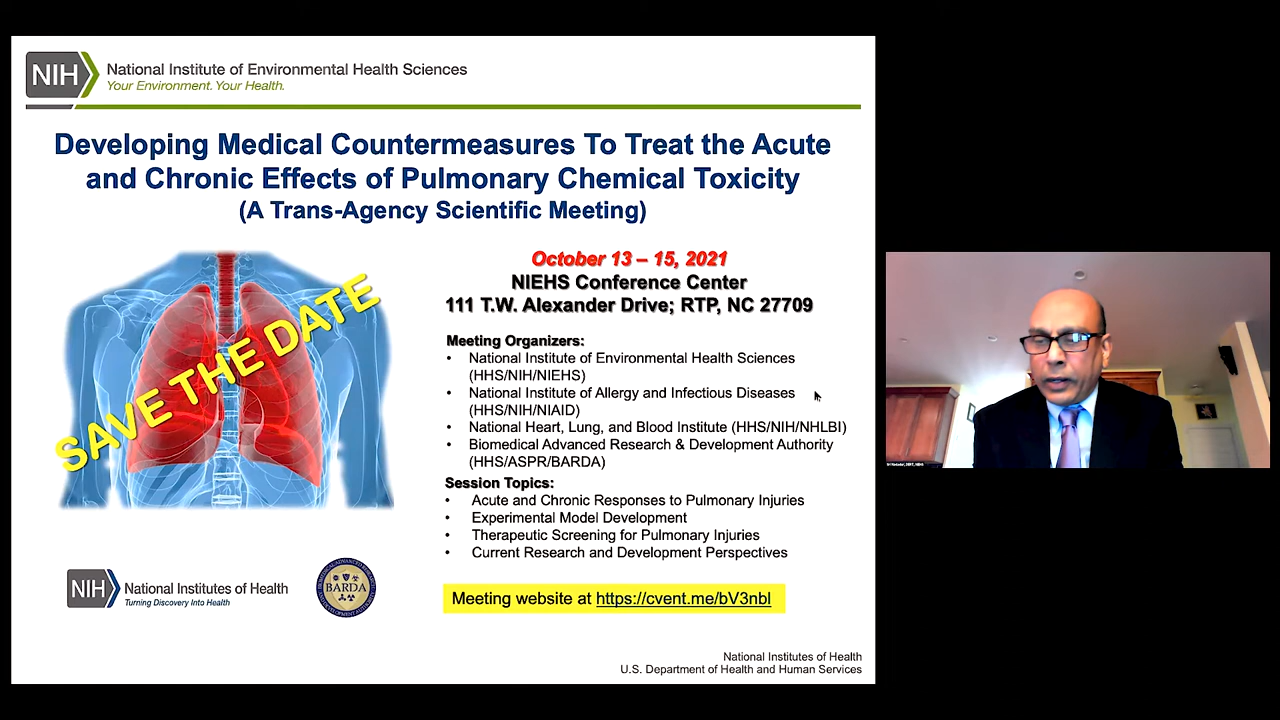 NIH National Institute of Environmental Health Sciences
Your Environment. Your Health.
Developing Medical Countermeasures To Treat the Acute
and Chronic Effects of Pulmonary Chemical Toxicity
(A Trans-Agency Scientific Meeting)
SAVE THE DATE
October 13 – 15, 2021
NIEHS Conference Center
111 T.W. Alexander Drive; RTP, NC 27709
Meeting Organizers:
• National Institute of Environmental Health Sciences
(HHS/NIH/NIEHS)
• National Institute of Allergy and Infectious Diseases
(HHS/NIH/NIAID)
• National Heart, Lung, and Blood Institute (HHS/NIH/NHLBI)
• Biomedical Advanced Research & Development Authority
(HHS/ASPR/BARDA)
Session Topics:
• Acute and Chronic Responses to Pulmonary Injuries
• Experimental Model Development
• Therapeutic Screening for Pulmonary Injuries
• Current Research and Development Perspectives
NIH National Institutes of Health
Turning Discovery Into Health
BARDA
Meeting website at https://cvent.me/bV3nbl
National Institutes of Health
U.S. Department of Health and Human Services